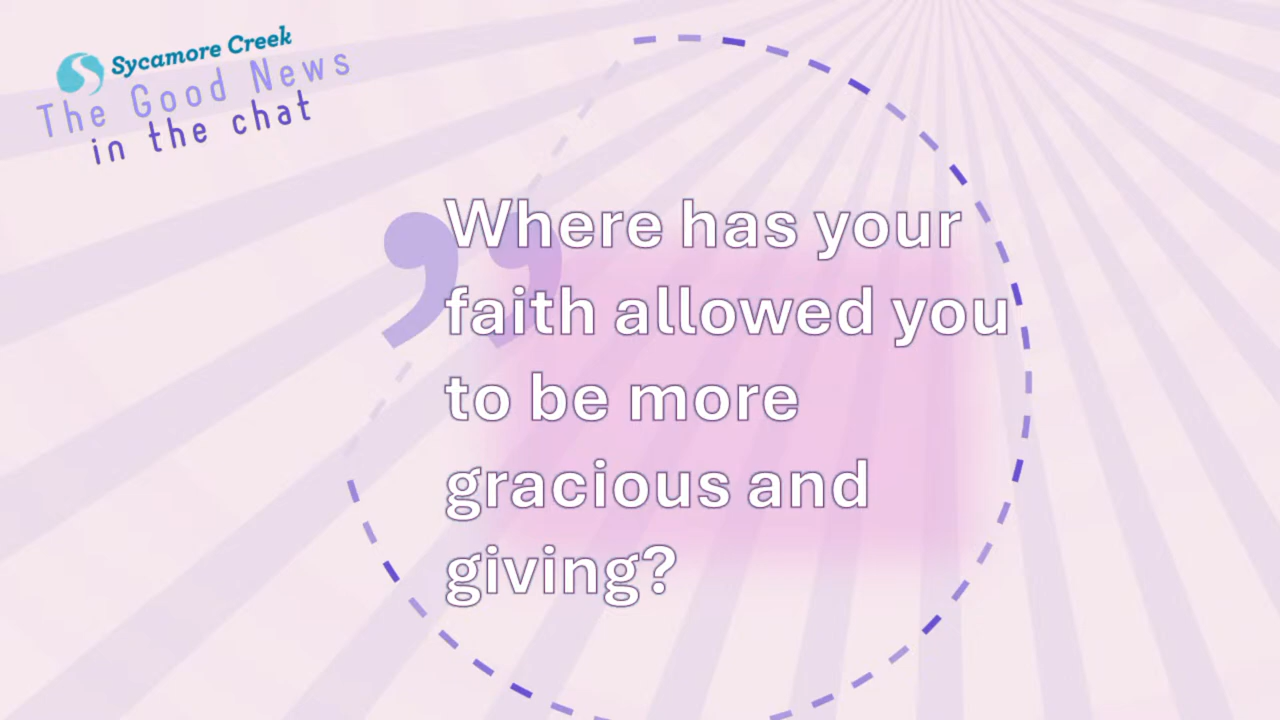 Sycamore Creek
The Good News
in the chat
Where has your
faith allowed you
to be more
gracious and
giving?